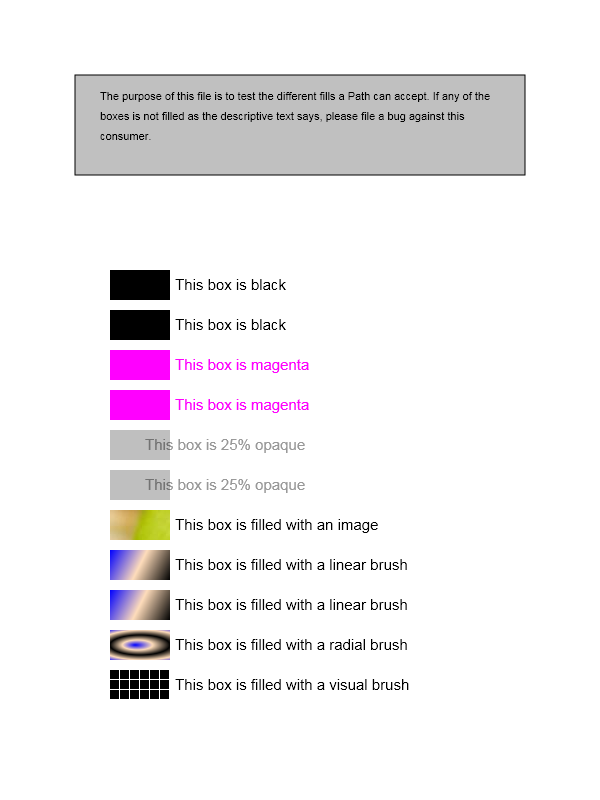 The purpose of this file is to test the different fills a Path can accept. If any of the
boxes is not filled as the descriptive text says, please file a bug against this
consumer.
This box is black
This box is black
This box is magenta
This box is magenta
This box is 25% opaque
This box is 25% opaque
This box is filled with an image
This box is filled with a linear brush
This box is filled with a linear brush
This box is filled with a radial brush
This box is filled with a visual brush